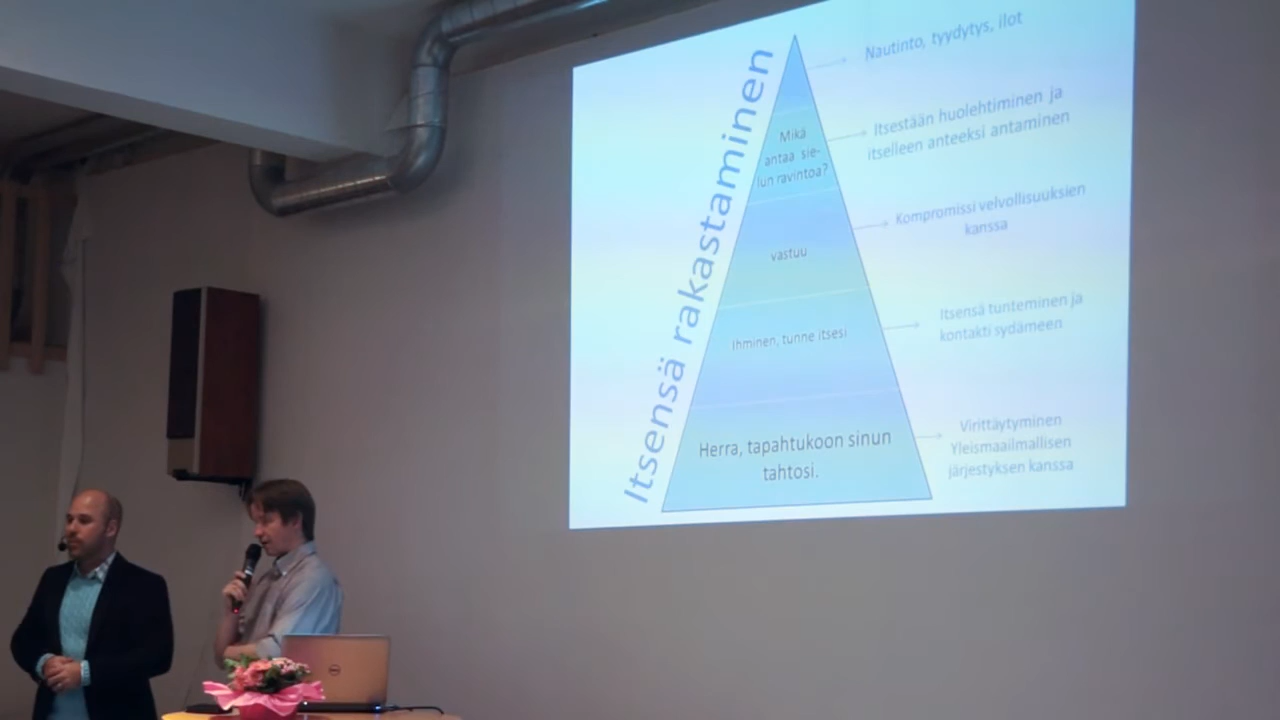 Itsensä rakastaminen
Nautinto, tyydytys, ilot
Mikä
antaa sie-
lun ravintoa?
Itsestään huolehtiminen ja
itselleen anteeksi antaminen
vastuu
Kompromissi velvollisuuksien
kanssa
Ihminen, tunne itsesi
Itsensä tunteminen ja
kontakti sydämeen
Herra, tapahtukoon sinun
tahtosi.
Virittäytyminen
Yleismaailmallisen
järjestyksen kanssa
DELL